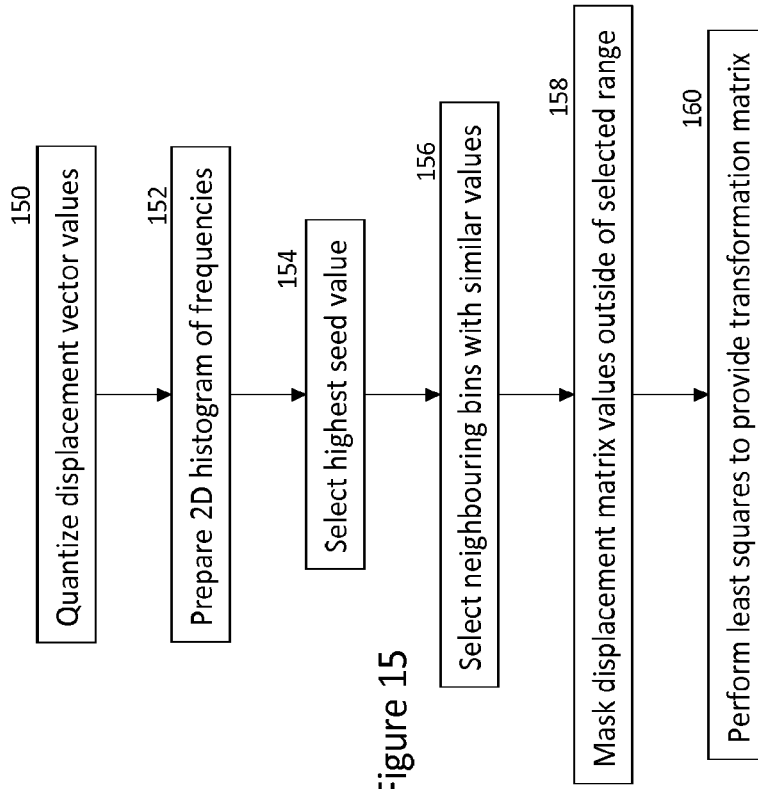 150
Quantize displacement vector values
152
Prepare 2D histogram of frequencies
154
Select highest seed value
156
Select neighbouring bins with similar values
158
Mask displacement matrix values outside of selected range
160
Perform least squares to provide transformation matrix
Figure 15